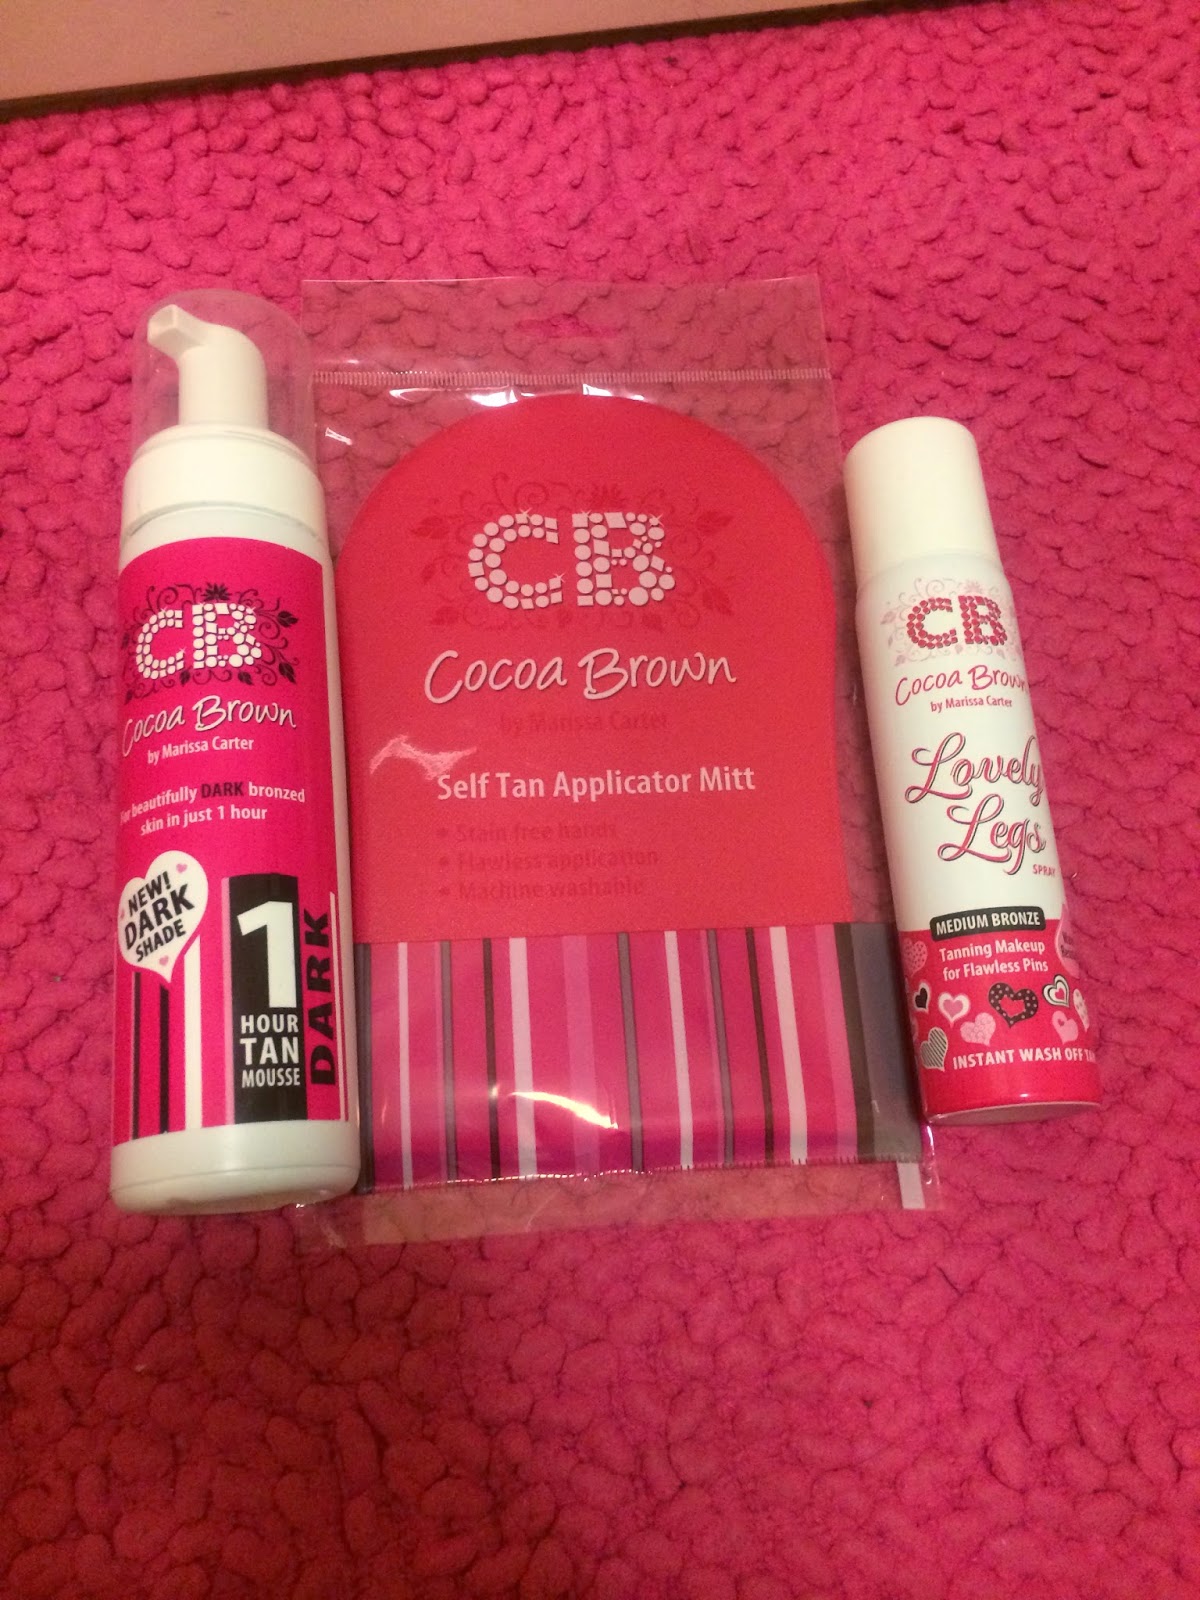 CB
Cocoa Brown
by Marissa Carter
For beautifully DARK bronzed
skin in just 1 hour
NEW!
DARK
SHADE
1
HOUR
TAN
MOUSSE
DARK
CB
Cocoa Brown
by Marissa Carter
Self Tan Applicator Mitt
• Stain free hands
• Flawless application
• Machine washable
CB
Cocoa Brown
by Marissa Carter
Lovely
Legs
SPRAY
MEDIUM BRONZE
Tanning Makeup
for Flawless Pins
INSTANT WASH OFF